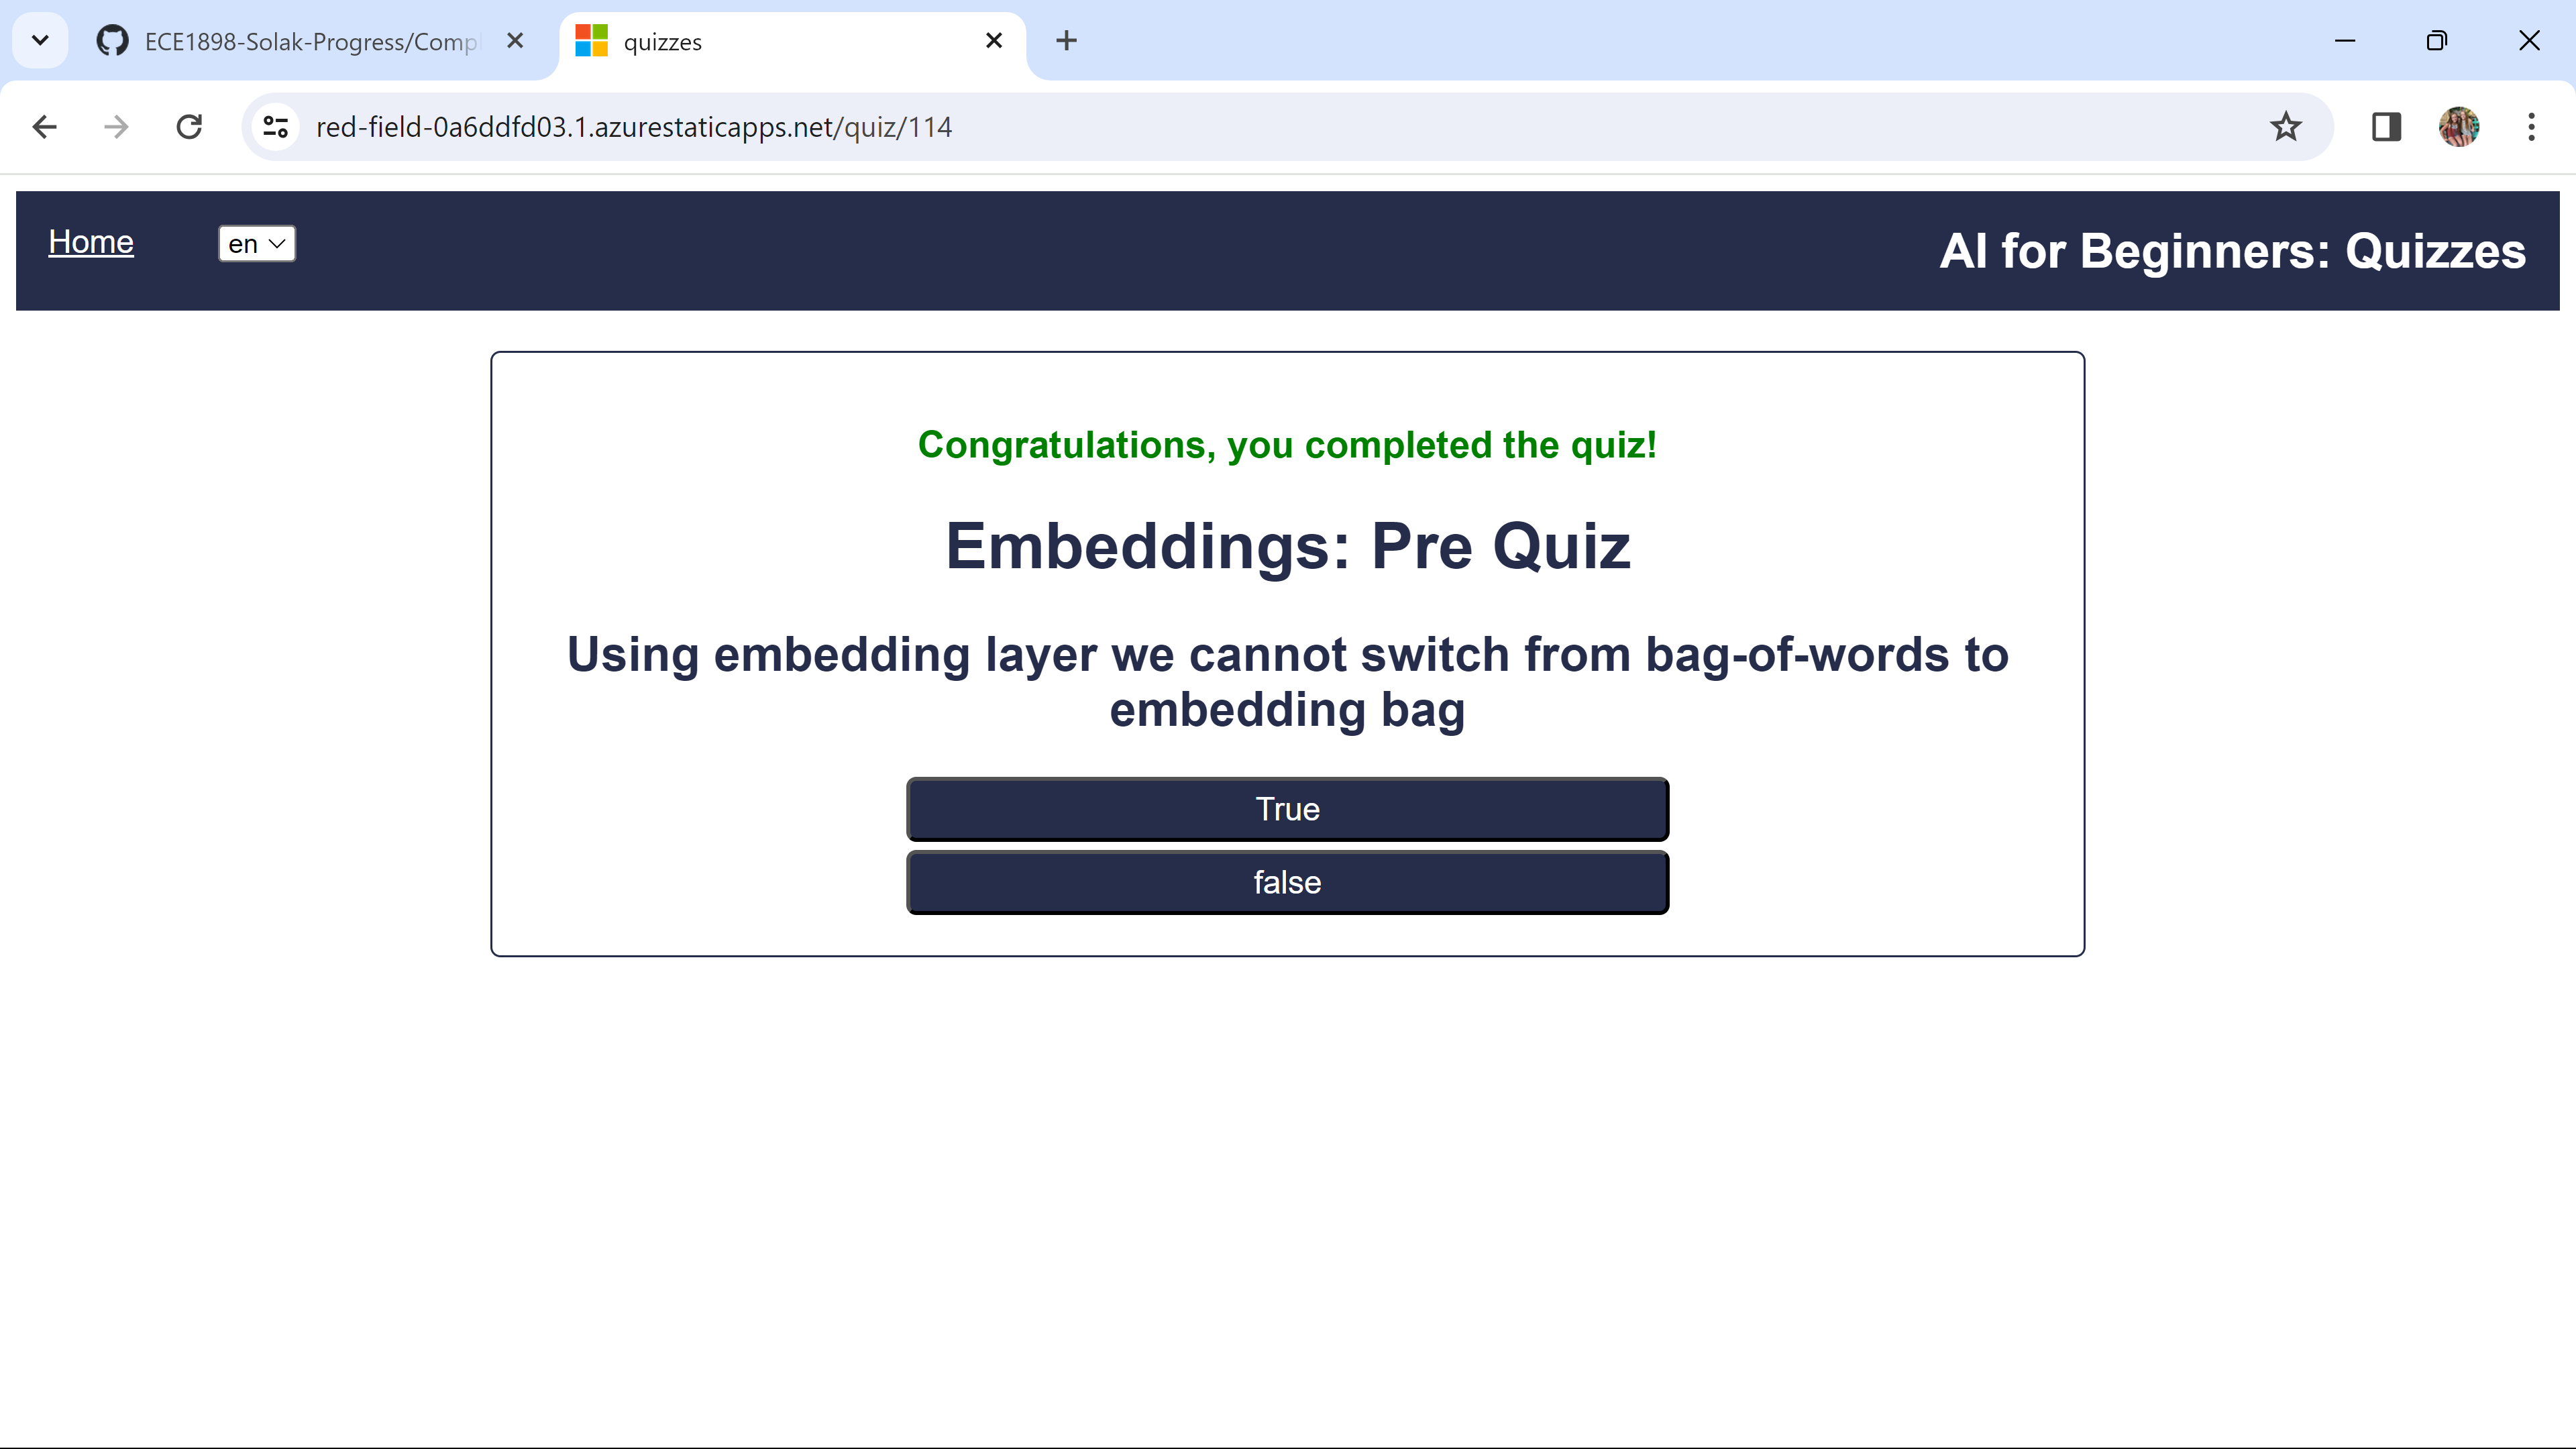 ECE1898-Solak-Progress/Comp
quizzes
red-field-0a6ddfd03.1.azurestaticapps.net/quiz/114
Home
en
AI for Beginners: Quizzes
Congratulations, you completed the quiz!
Embeddings: Pre Quiz
Using embedding layer we cannot switch from bag-of-words to
embedding bag
True
false